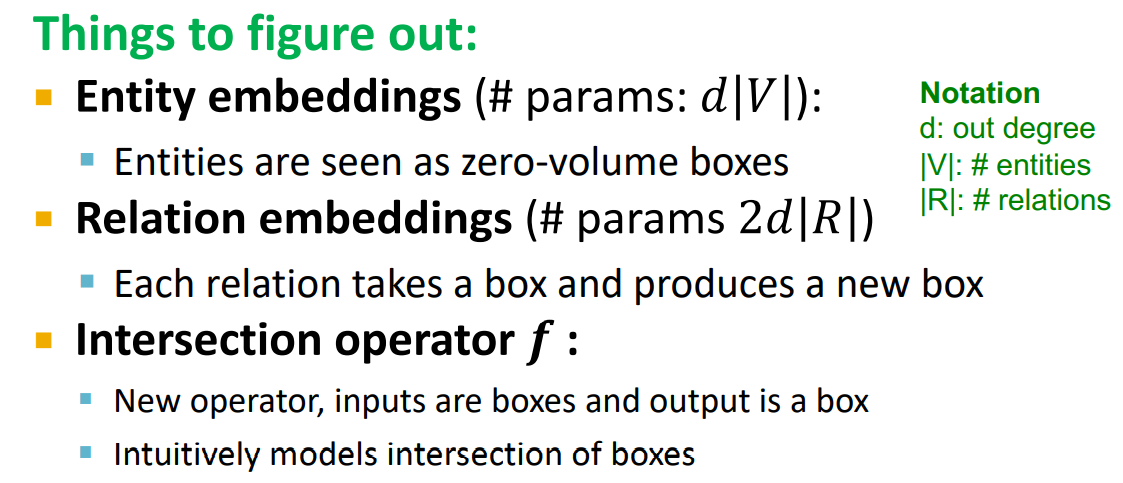 Things to figure out:
Entity embeddings (# params: d|V|):
Entities are seen as zero-volume boxes
Relation embeddings (# params 2d|R|)
Each relation takes a box and produces a new box
Intersection operator f :
New operator, inputs are boxes and output is a box
Intuitively models intersection of boxes
Notation
d: out degree
|V|: # entities
|R|: # relations